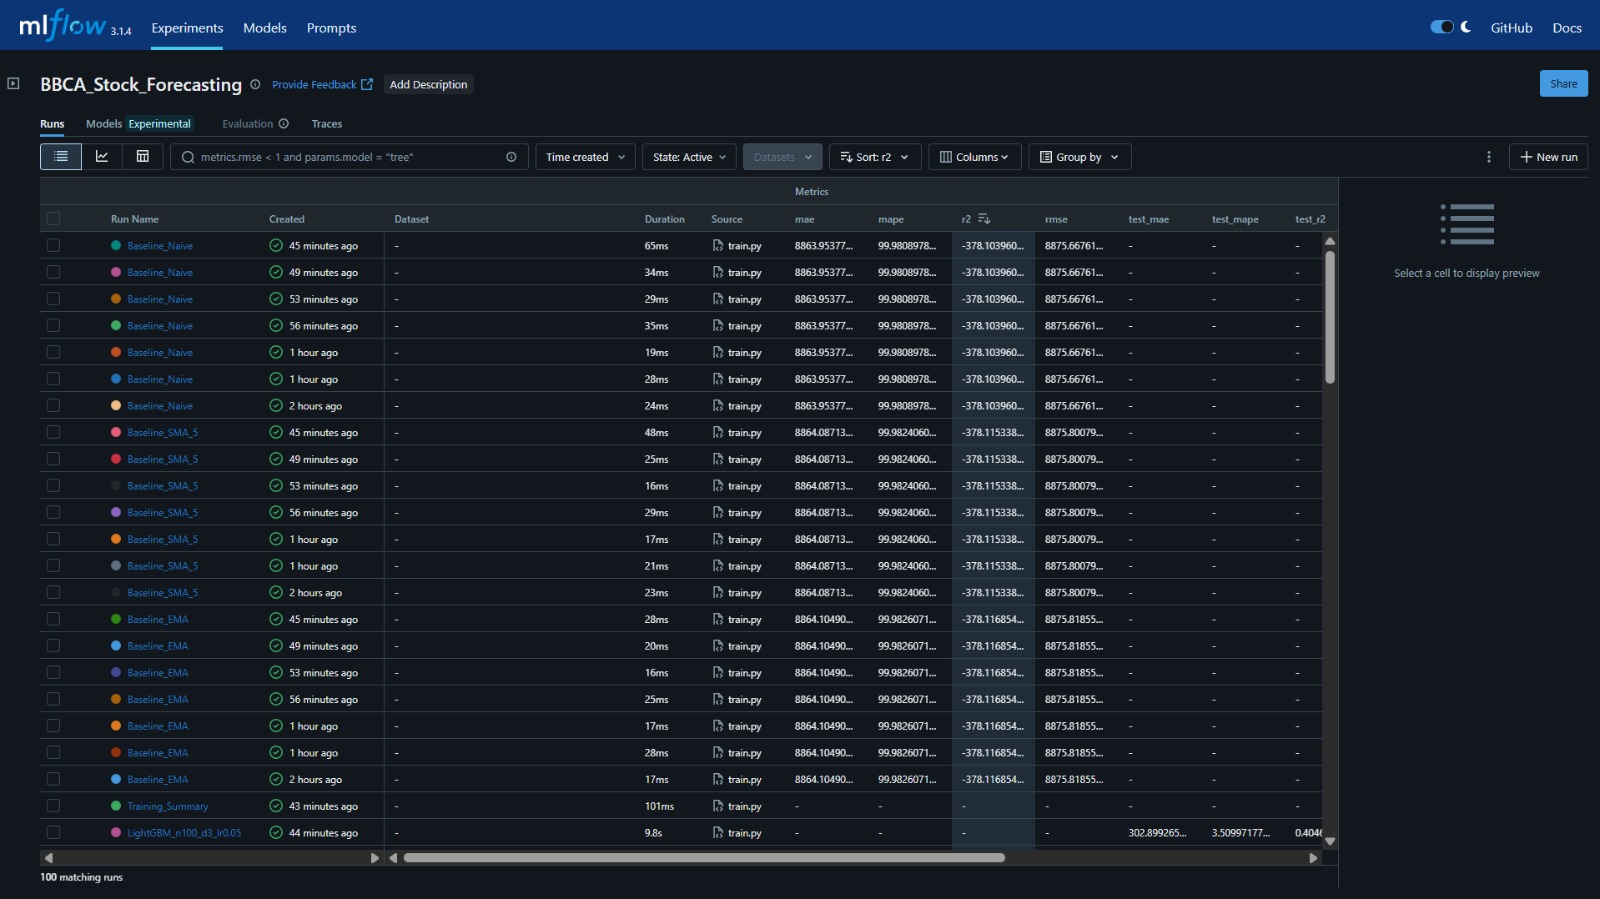 mlflow 3.1.4 Experiments Models Prompts GitHub Docs
BBCA_Stock_Forecasting Provide Feedback Add Description Share
Runs Models Experimental Evaluation Traces
metrics.rmse < 1 and params.model = "tree" Time created State: Active Datasets Sort: r2 Columns Group by New run
Metrics
Run Name Created Dataset Duration Source mae mape r2 rmse test_mae test_mape test_r2
Baseline_Naive 45 minutes ago - 65ms train.py 8863.95377... 99.9808978... -378.103960... 8875.66761... - - -
Baseline_Naive 49 minutes ago - 34ms train.py 8863.95377... 99.9808978... -378.103960... 8875.66761... - - -
Baseline_Naive 53 minutes ago - 29ms train.py 8863.95377... 99.9808978... -378.103960... 8875.66761... - - -
Baseline_Naive 56 minutes ago - 35ms train.py 8863.95377... 99.9808978... -378.103960... 8875.66761... - - -
Baseline_Naive 1 hour ago - 19ms train.py 8863.95377... 99.9808978... -378.103960... 8875.66761... - - -
Baseline_Naive 1 hour ago - 28ms train.py 8863.95377... 99.9808978... -378.103960... 8875.66761... - - -
Baseline_Naive 2 hours ago - 24ms train.py 8863.95377... 99.9808978... -378.103960... 8875.66761... - - -
Baseline_SMA_5 45 minutes ago - 48ms train.py 8864.08713... 99.9824060... -378.115338... 8875.80079... - - -
Baseline_SMA_5 49 minutes ago - 25ms train.py 8864.08713... 99.9824060... -378.115338... 8875.80079... - - -
Baseline_SMA_5 53 minutes ago - 16ms train.py 8864.08713... 99.9824060... -378.115338... 8875.80079... - - -
Baseline_SMA_5 56 minutes ago - 29ms train.py 8864.08713... 99.9824060... -378.115338... 8875.80079... - - -
Baseline_SMA_5 1 hour ago - 17ms train.py 8864.08713... 99.9824060... -378.115338... 8875.80079... - - -
Baseline_SMA_5 1 hour ago - 21ms train.py 8864.08713... 99.9824060... -378.115338... 8875.80079... - - -
Baseline_SMA_5 2 hours ago - 23ms train.py 8864.08713... 99.9824060... -378.115338... 8875.80079... - - -
Baseline_EMA 45 minutes ago - 28ms train.py 8864.10490... 99.9826071... -378.116854... 8875.81855... - - -
Baseline_EMA 49 minutes ago - 20ms train.py 8864.10490... 99.9826071... -378.116854... 8875.81855... - - -
Baseline_EMA 53 minutes ago - 16ms train.py 8864.10490... 99.9826071... -378.116854... 8875.81855... - - -
Baseline_EMA 56 minutes ago - 25ms train.py 8864.10490... 99.9826071... -378.116854... 8875.81855... - - -
Baseline_EMA 1 hour ago - 17ms train.py 8864.10490... 99.9826071... -378.116854... 8875.81855... - - -
Baseline_EMA 1 hour ago - 28ms train.py 8864.10490... 99.9826071... -378.116854... 8875.81855... - - -
Baseline_EMA 2 hours ago - 17ms train.py 8864.10490... 99.9826071... -378.116854... 8875.81855... - - -
Training_Summary 43 minutes ago - 101ms train.py - - - - - - -
LightGBM_n100_d3_lr0.05 44 minutes ago - 9.8s train.py - - - - 302.899265... 3.50997177... 0.4046
100 matching runs
Select a cell to display preview